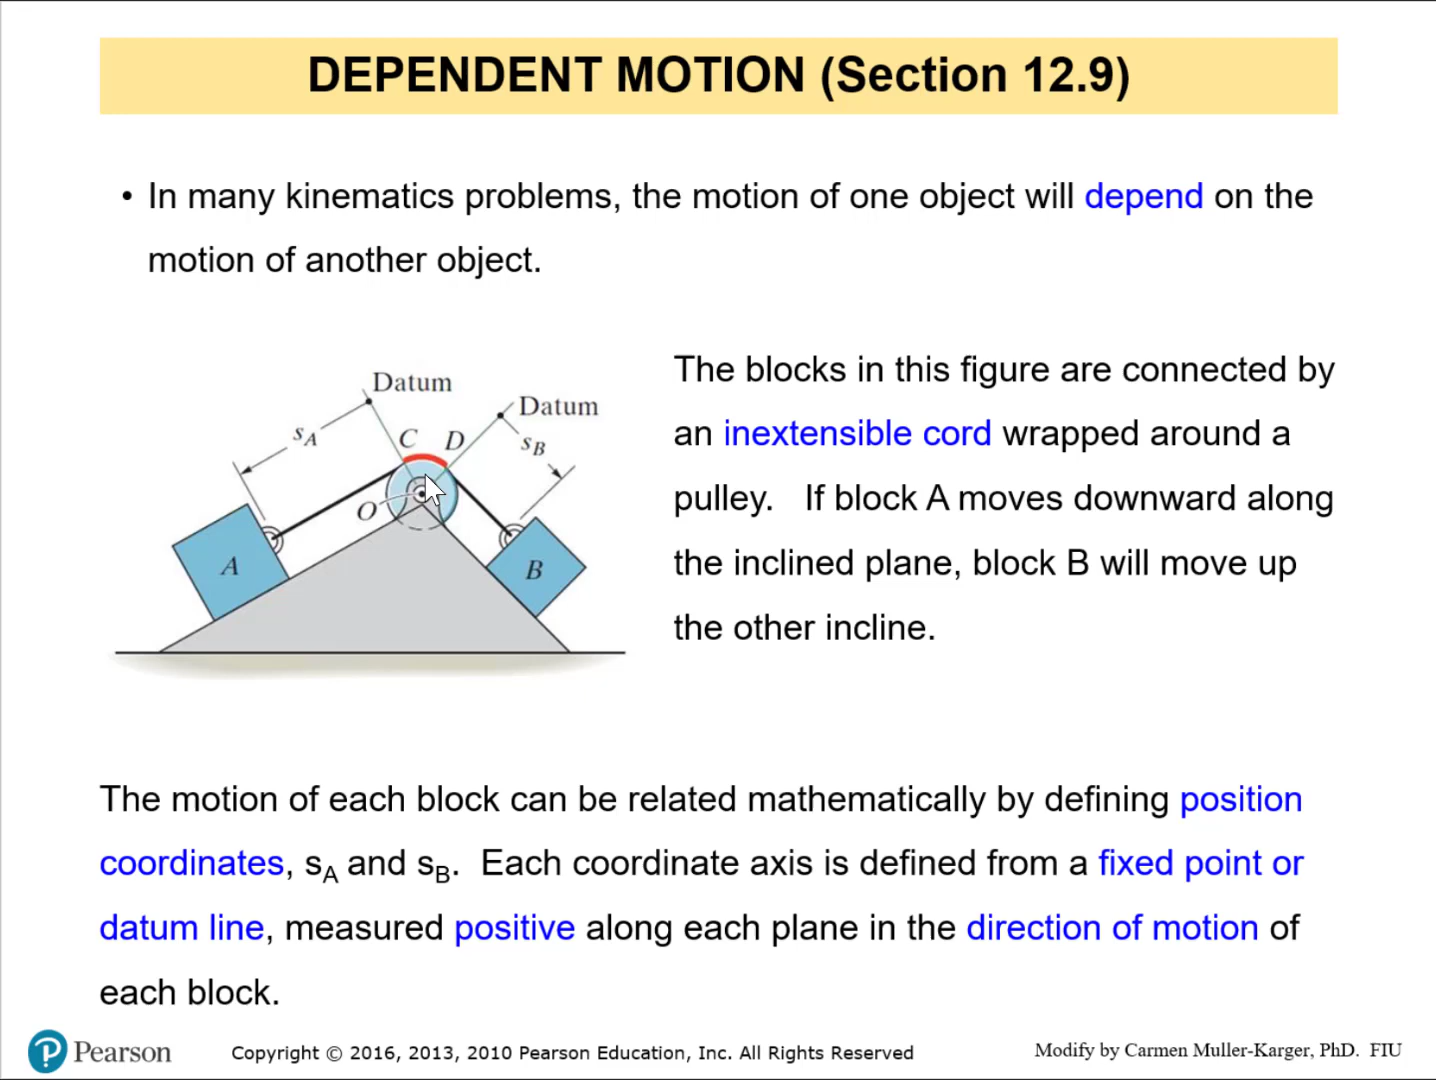 DEPENDENT MOTION (Section 12.9)
• In many kinematics problems, the motion of one object will depend on the
motion of another object.
Datum
Datum
sA
C
D
sB
O
A
B
The blocks in this figure are connected by
an inextensible cord wrapped around a
pulley. If block A moves downward along
the inclined plane, block B will move up
the other incline.
The motion of each block can be related mathematically by defining position
coordinates, sA and sB. Each coordinate axis is defined from a fixed point or
datum line, measured positive along each plane in the direction of motion of
each block.
Pearson
Copyright © 2016, 2013, 2010 Pearson Education, Inc. All Rights Reserved
Modify by Carmen Muller-Karger, PhD. FIU